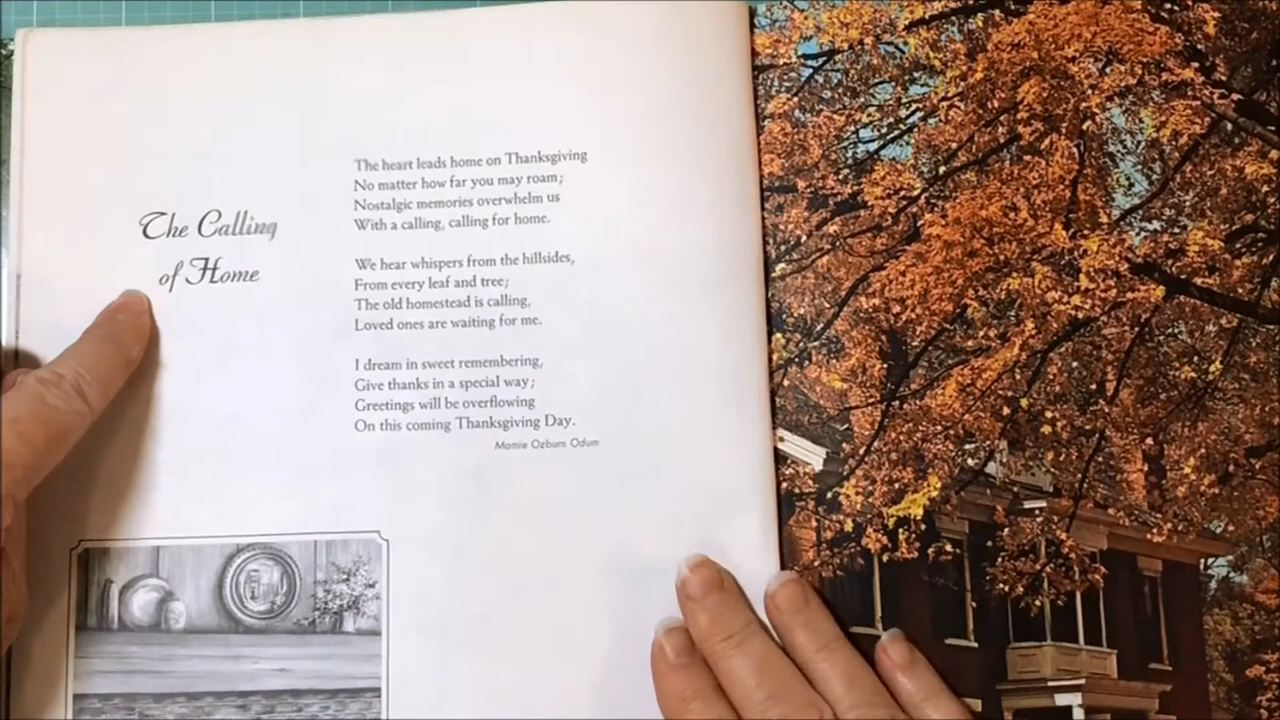 The Calling
of Home
The heart leads home on Thanksgiving
No matter how far you may roam;
Nostalgic memories overwhelm us
With a calling, calling for home.
We hear whispers from the hillsides,
From every leaf and tree;
The old homestead is calling,
Loved ones are waiting for me.
I dream in sweet remembering,
Give thanks in a special way;
Greetings will be overflowing
On this coming Thanksgiving Day.
Mamie Ozburn Odum